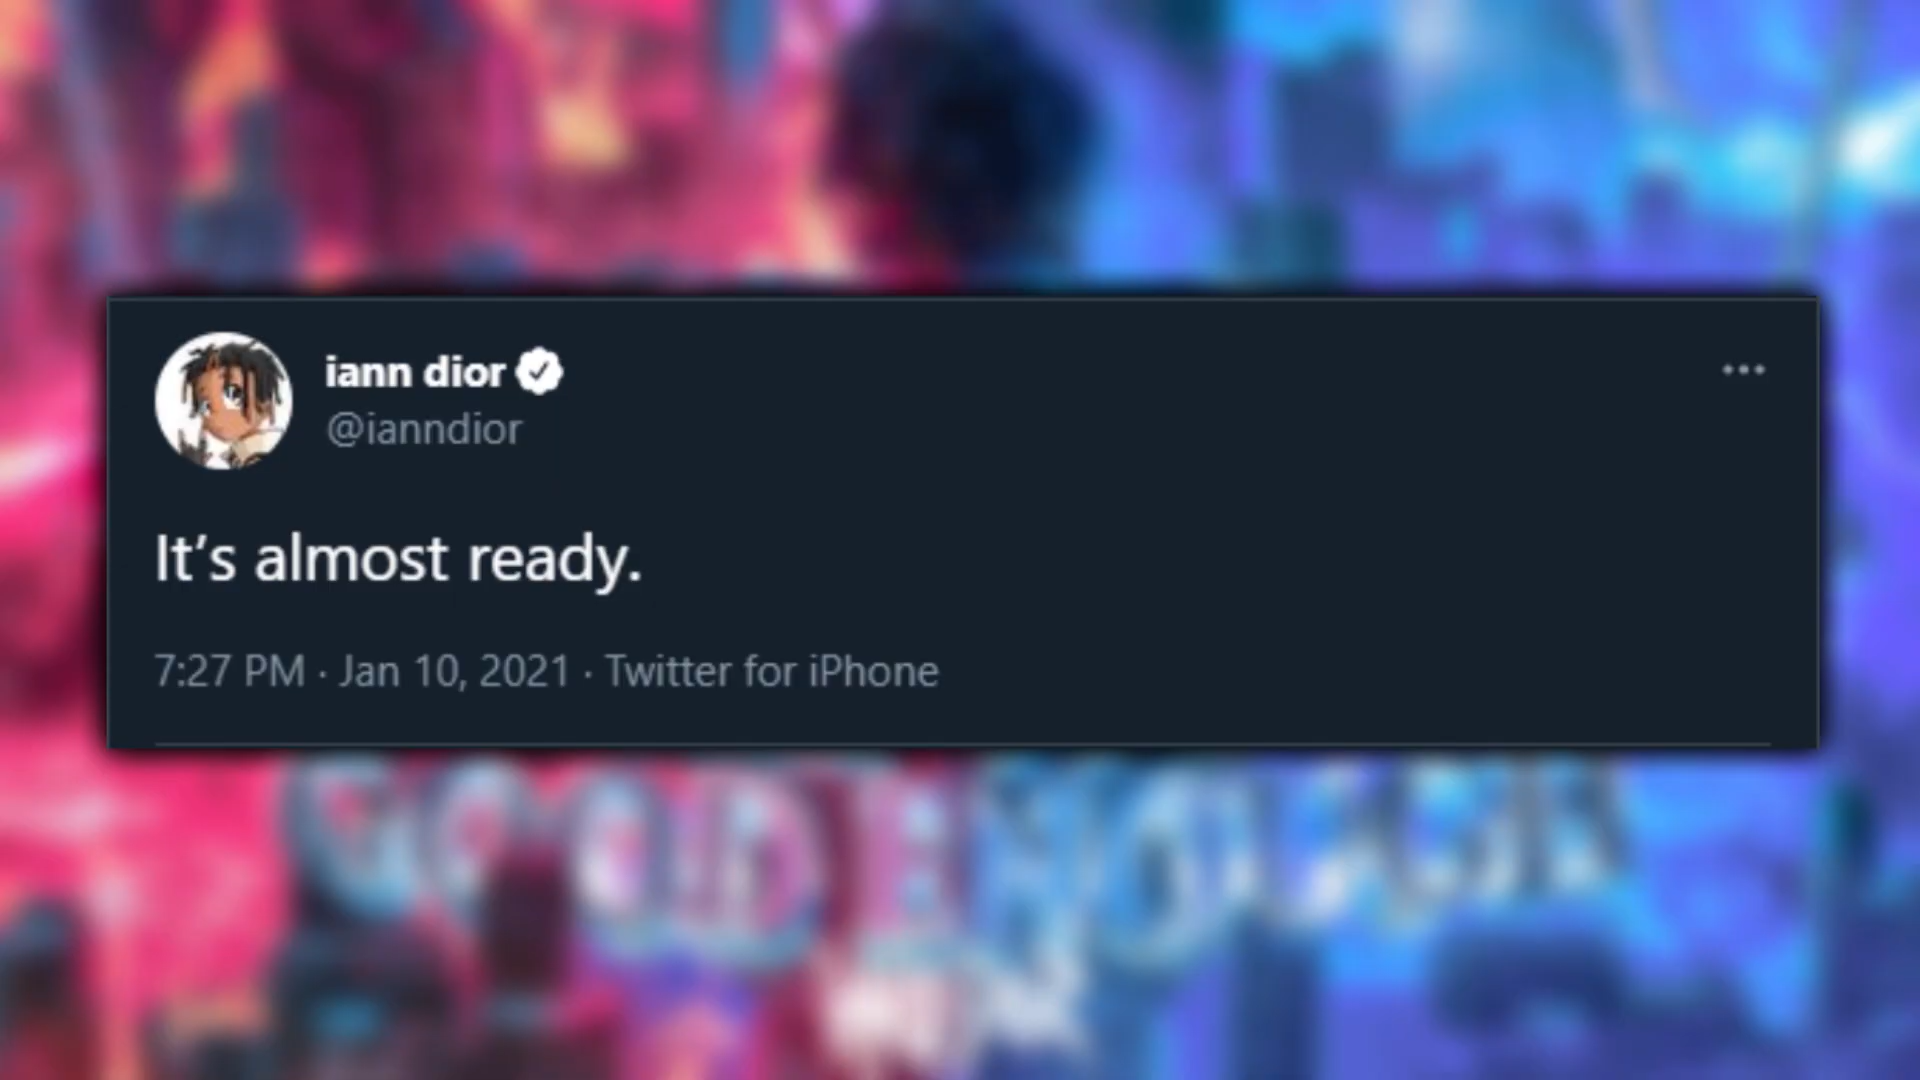 iann dior
@ianndior
It’s almost ready.
7:27 PM · Jan 10, 2021 · Twitter for iPhone